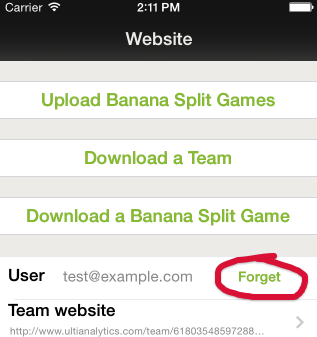 Carrier 2:11 PM
Website
Upload Banana Split Games
Download a Team
Download a Banana Split Game
User test@example.com Forget
Team website
http://www.ultianalytics.com/team/61803548597288...